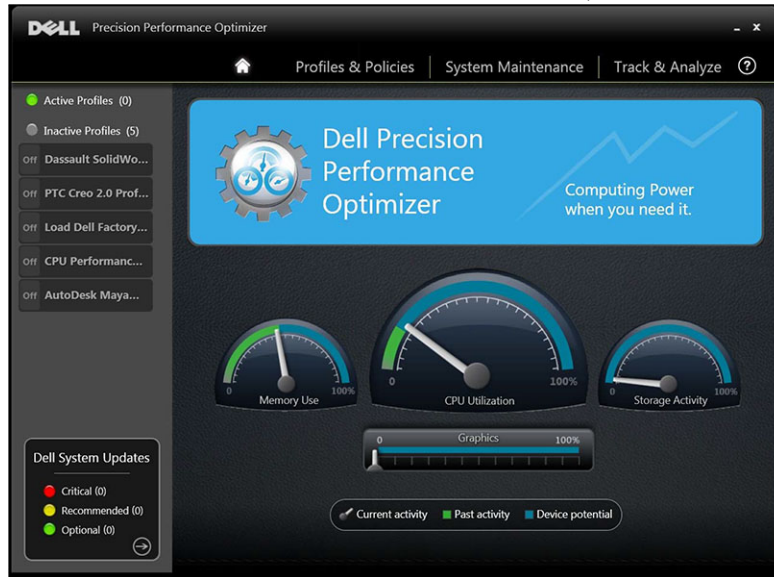 DELL Precision Performance Optimizer
Profiles & Policies System Maintenance Track & Analyze ?
Active Profiles (0)
Inactive Profiles (5)
Off Dassault SolidWo...
Off PTC Creo 2.0 Prof...
Off Load Dell Factory...
Off CPU Performanc...
Off AutoDesk Maya...
Dell Precision
Performance
Optimizer
Computing Power
when you need it.
0 100%
Memory Use
0 100%
CPU Utilization
0 100%
Storage Activity
0 Graphics 100%
Current activity Past activity Device potential
Dell System Updates
Critical (0)
Recommended (0)
Optional (0)